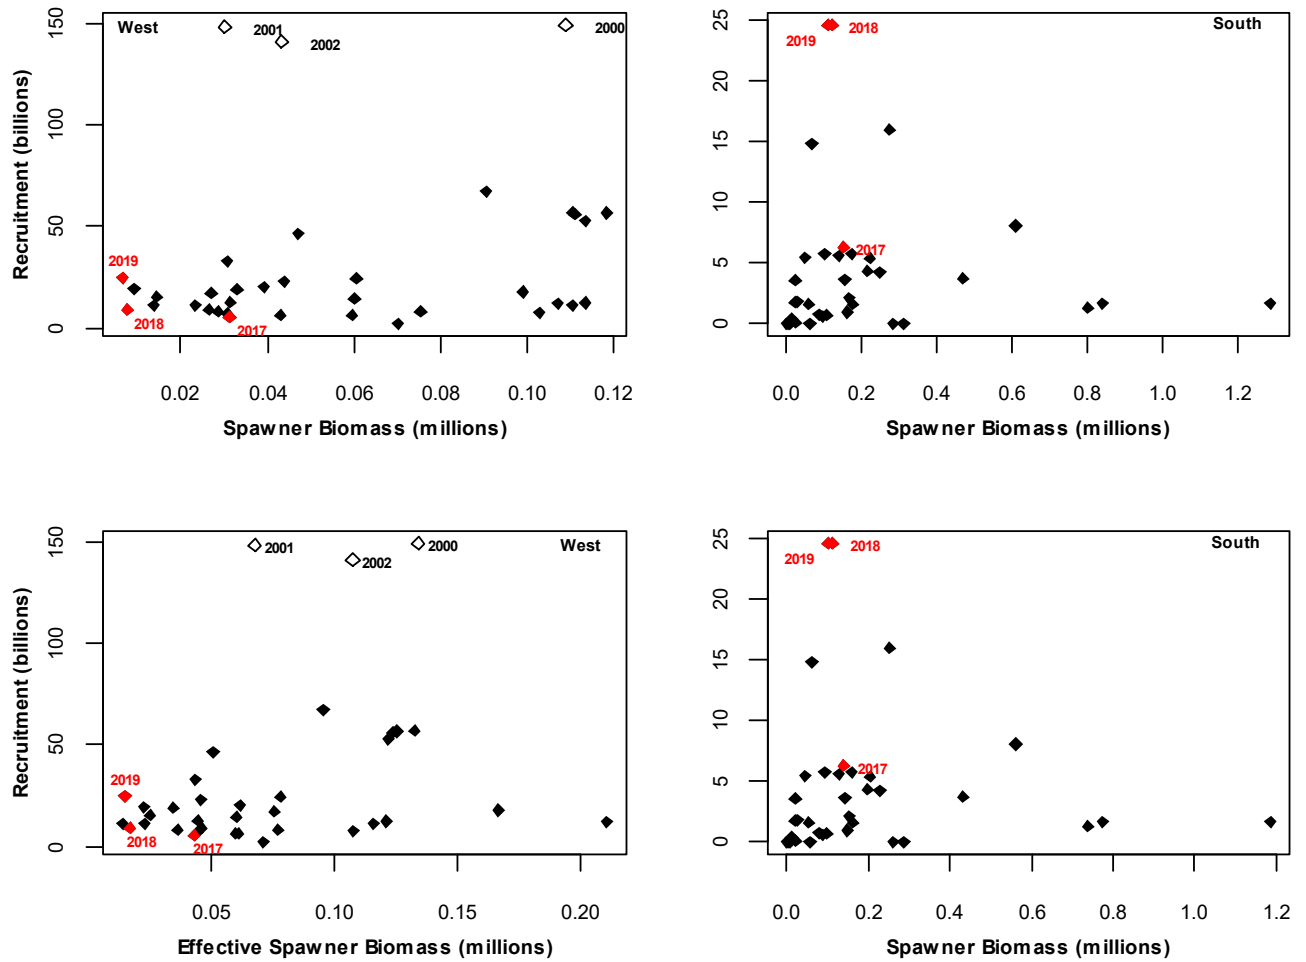 West
2001
2002
2000
2019
2018
2017
0
50
100
150
Recruitment (billions)
0.02 0.04 0.06 0.08 0.10 0.12
Spawner Biomass (millions)
South
2019
2018
2017
0
5
10
15
20
25
0.0 0.2 0.4 0.6 0.8 1.0 1.2
Spawner Biomass (millions)
West
2001
2002
2000
2019
2018
2017
0
50
100
150
Recruitment (billions)
0.05 0.10 0.15 0.20
Effective Spawner Biomass (millions)
South
2019
2018
2017
0
5
10
15
20
25
0.0 0.2 0.4 0.6 0.8 1.0 1.2
Spawner Biomass (millions)